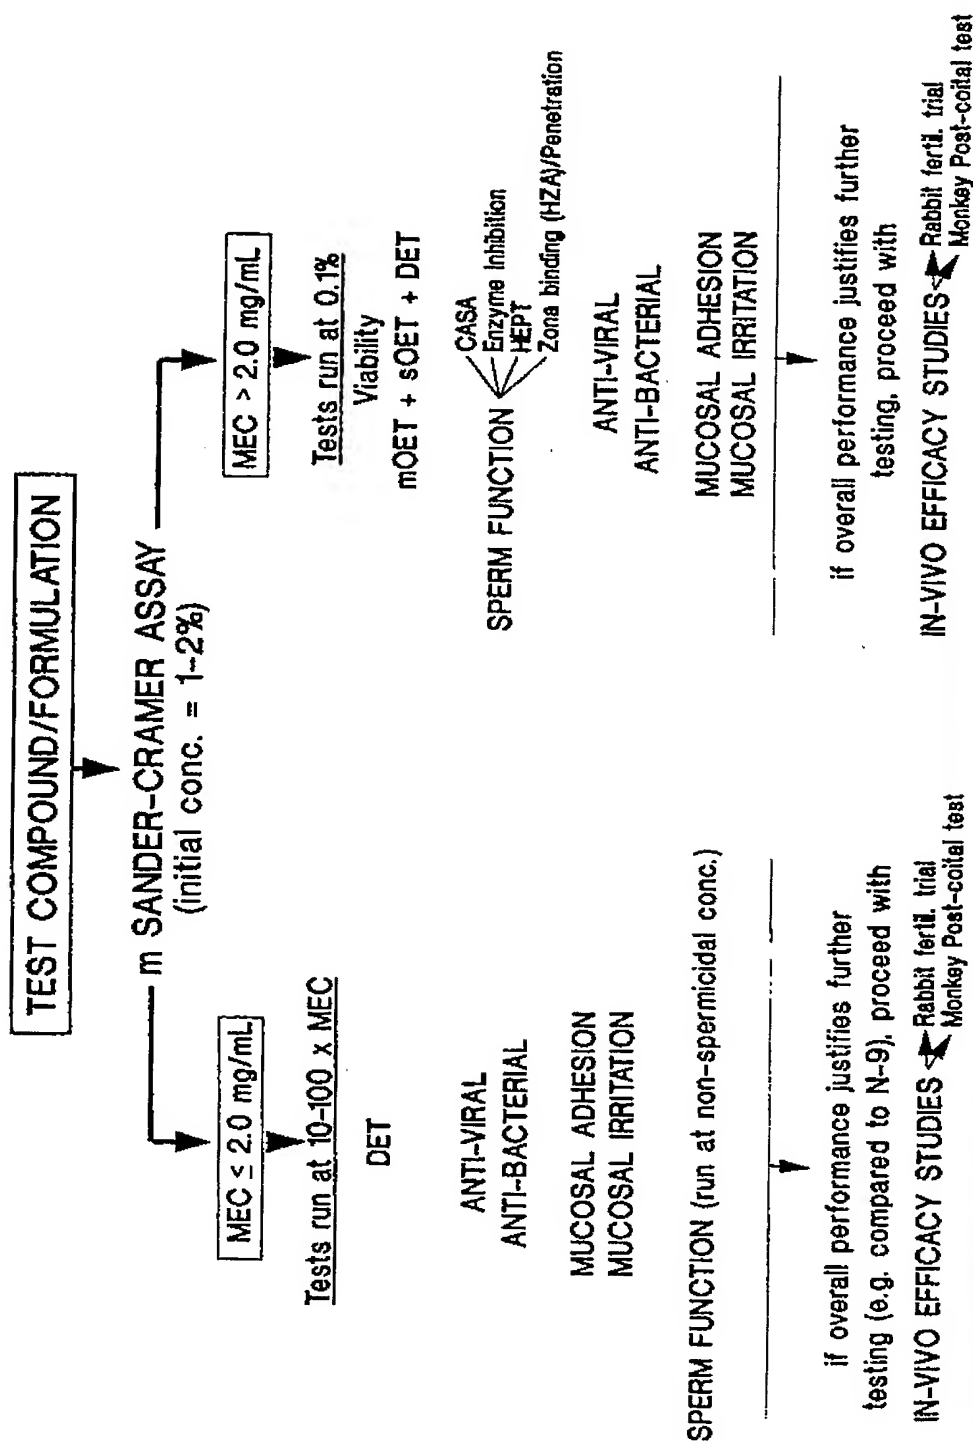 TEST COMPOUND/FORMULATION
m SANDER-CRAMER ASSAY
(initial conc. = 1-2%)
MEC ≤ 2.0 mg/mL
Tests run at 10-100 x MEC
DET
ANTI-VIRAL
ANTI-BACTERIAL
MUCOSAL ADHESION
MUCOSAL IRRITATION
SPERM FUNCTION (run at non-spermicidal conc.)
if overall performance justifies further
testing (e.g. compared to N-9), proceed with
IN-VIVO EFFICACY STUDIES
Rabbit fertil. trial
Monkey Post-coital test
MEC > 2.0 mg/mL
Tests run at 0.1%
Viability
mOET + sOET + DET
SPERM FUNCTION
CASA
Enzyme Inhibition
HEPT
Zona binding (HZA)/Penetration
ANTI-VIRAL
ANTI-BACTERIAL
MUCOSAL ADHESION
MUCOSAL IRRITATION
if overall performance justifies further
testing, proceed with
IN-VIVO EFFICACY STUDIES
Rabbit fertil. trial
Monkey Post-coital test